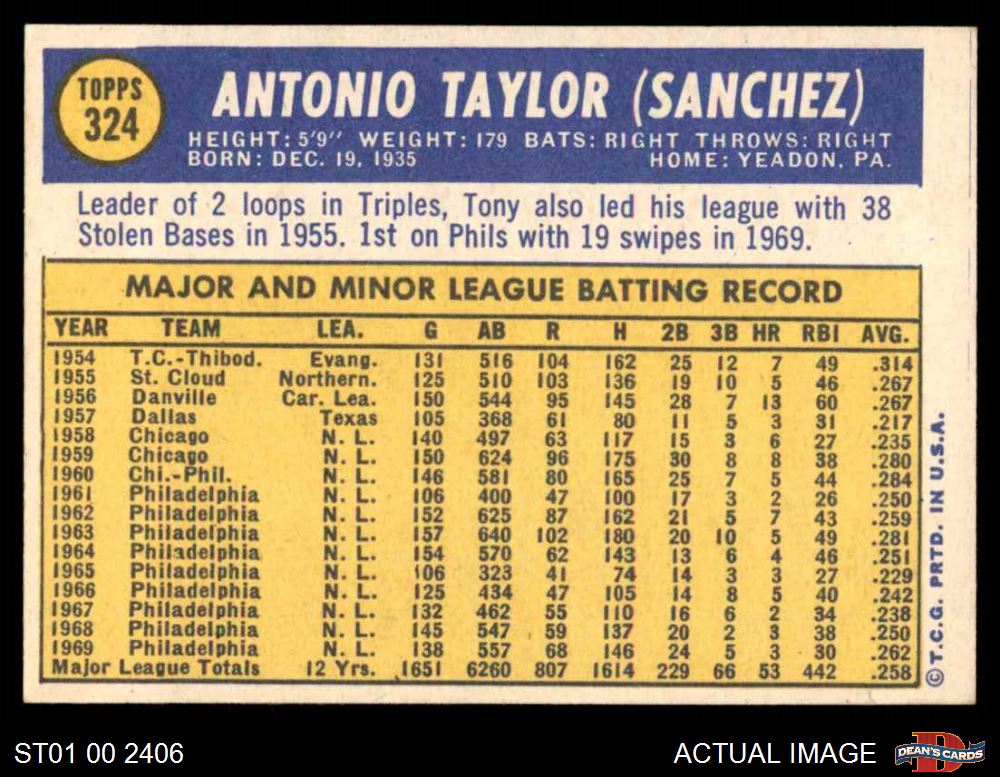 TOPPS
324
ANTONIO TAYLOR (SANCHEZ)
HEIGHT: 5'9" WEIGHT: 179 BATS: RIGHT THROWS: RIGHT
BORN: DEC. 19, 1935 HOME: YEADON, PA.
Leader of 2 loops in Triples, Tony also led his league with 38
Stolen Bases in 1955. 1st on Phils with 19 swipes in 1969.
MAJOR AND MINOR LEAGUE BATTING RECORD
YEAR TEAM LEA. G AB R H 2B 3B HR RBI AVG.
1954 T.C.-Thibod. Evang. 131 516 104 162 25 12 7 49 .314
1955 St. Cloud Northern. 125 510 103 136 19 10 5 46 .267
1956 Danville Car. Lea. 150 544 95 145 28 7 13 60 .267
1957 Dallas Texas 105 368 61 80 11 5 3 31 .217
1958 Chicago N. L. 140 497 63 117 15 3 6 27 .235
1959 Chicago N. L. 150 624 96 175 30 8 8 38 .280
1960 Chi.-Phil. N. L. 146 581 80 165 25 7 5 44 .284
1961 Philadelphia N. L. 106 400 47 100 17 3 2 26 .250
1962 Philadelphia N. L. 152 625 87 162 21 5 7 43 .259
1963 Philadelphia N. L. 157 640 102 180 20 10 5 49 .281
1964 Philadelphia N. L. 154 570 62 143 13 6 4 46 .251
1965 Philadelphia N. L. 106 323 41 74 14 3 3 27 .229
1966 Philadelphia N. L. 125 434 47 105 14 8 5 40 .242
1967 Philadelphia N. L. 132 462 55 110 16 6 2 34 .238
1968 Philadelphia N. L. 145 547 59 137 20 2 3 38 .250
1969 Philadelphia N. L. 138 557 68 146 24 5 3 30 .262
Major League Totals 12 Yrs. 1651 6260 807 1614 229 66 53 442 .258
© T.C.G. PRTD. IN U.S.A.
ST01 00 2406
ACTUAL IMAGE
D
DEAN'S CARDS